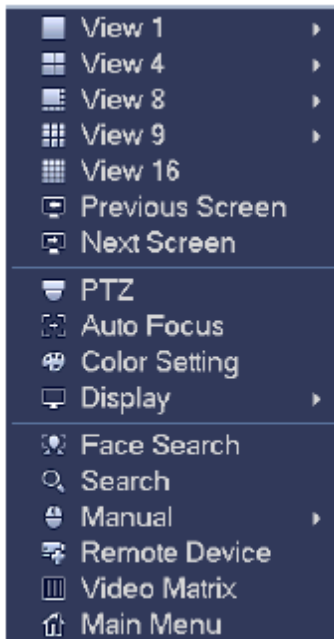 View 1
View 4
View 8
View 9
View 16
Previous Screen
Next Screen
PTZ
Auto Focus
Color Setting
Display
Face Search
Search
Manual
Remote Device
Video Matrix
Main Menu